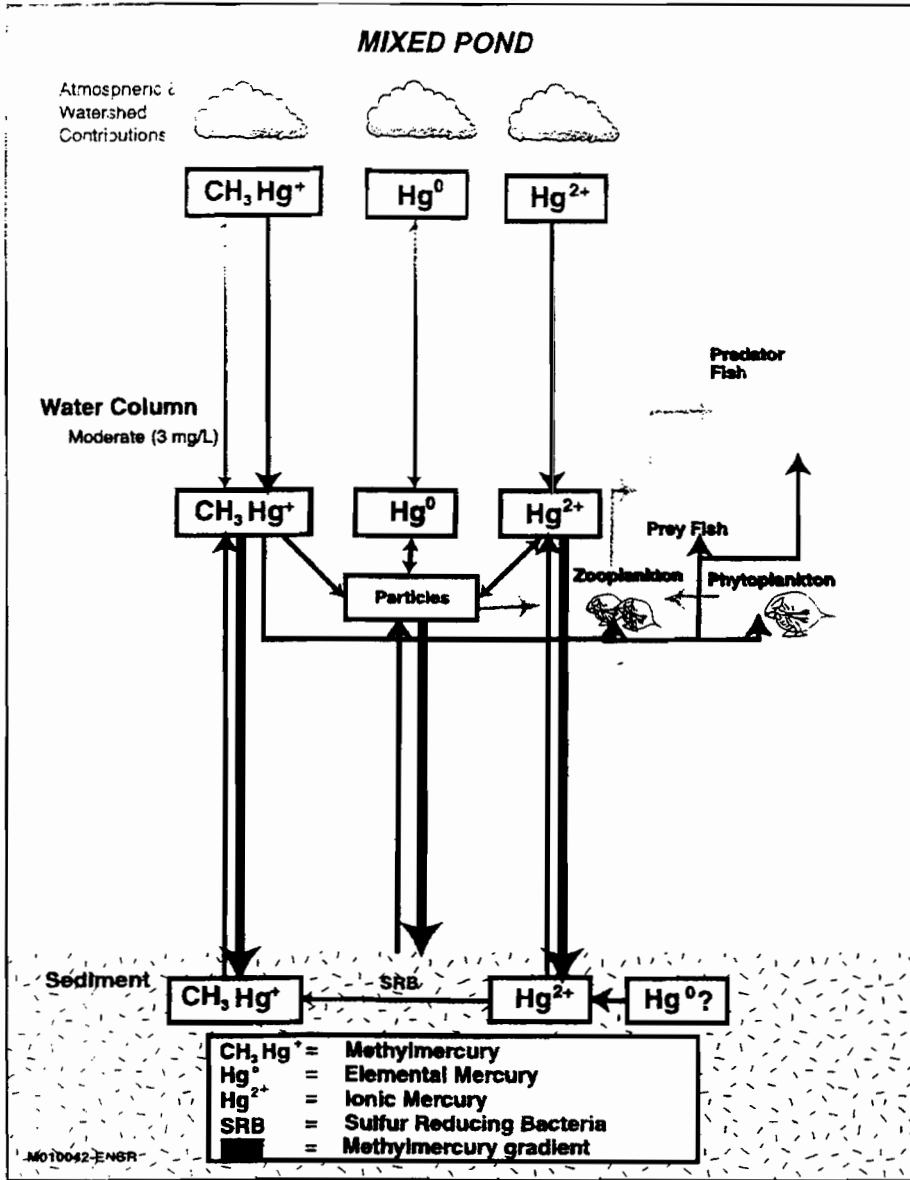 MIXED POND
Atmospheric &
Watershed
Contributions
CH₃Hg⁺
Hg⁰
Hg²⁺
Predator
Fish
Water Column
Moderate (3 mg/L)
CH₃Hg⁺
Hg⁰
Hg²⁺
Prey Fish
Particles
Zooplankton
Phytoplankton
Sediment
SRB
CH₃Hg⁺
Hg²⁺
Hg⁰?
CH₃Hg⁺ = Methylmercury
Hg⁰ = Elemental Mercury
Hg²⁺ = Ionic Mercury
SRB = Sulfur Reducing Bacteria
= Methylmercury gradient
M010042-ENSR